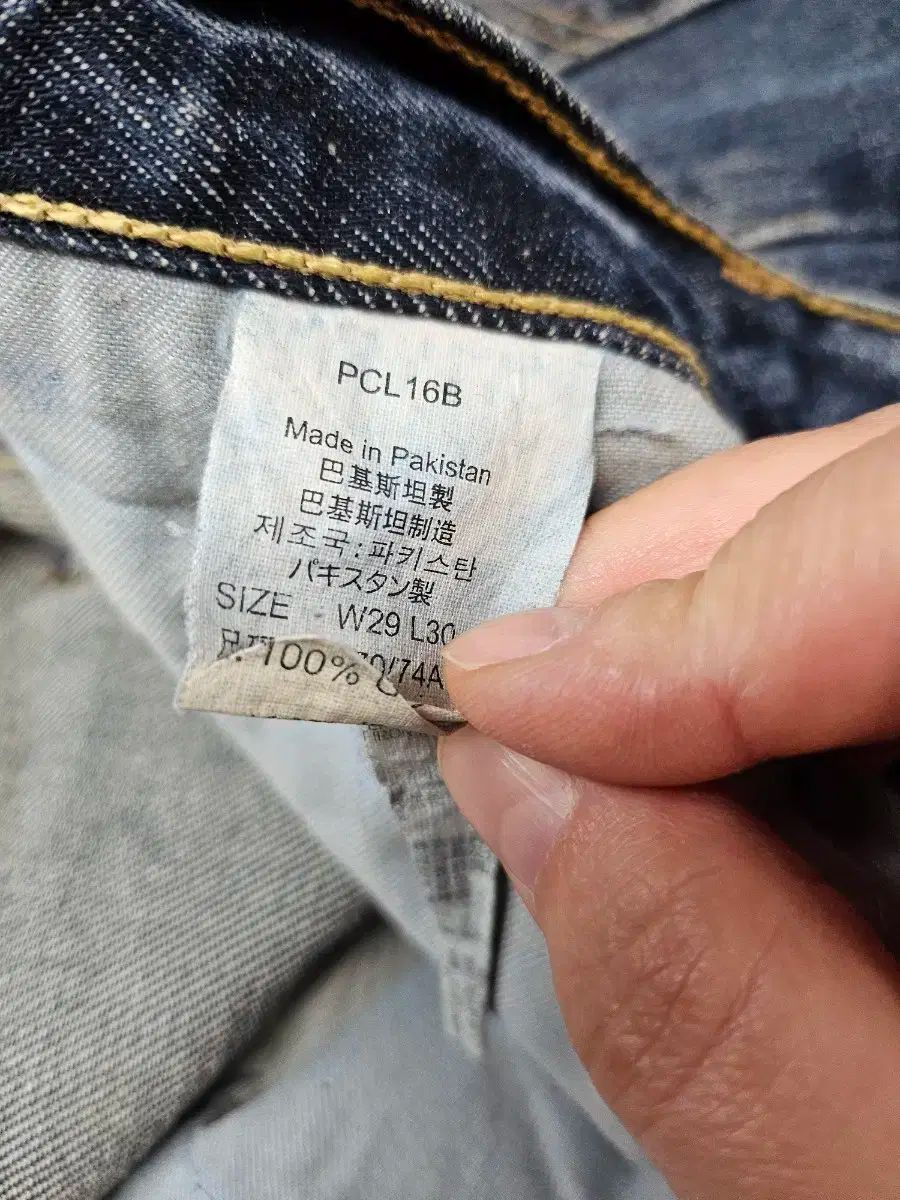 PCL16B
Made in Pakistan
巴基斯坦製
巴基斯坦制造
제조국:파키스탄
パキスタン製
SIZE W29 L30
100%
/74A